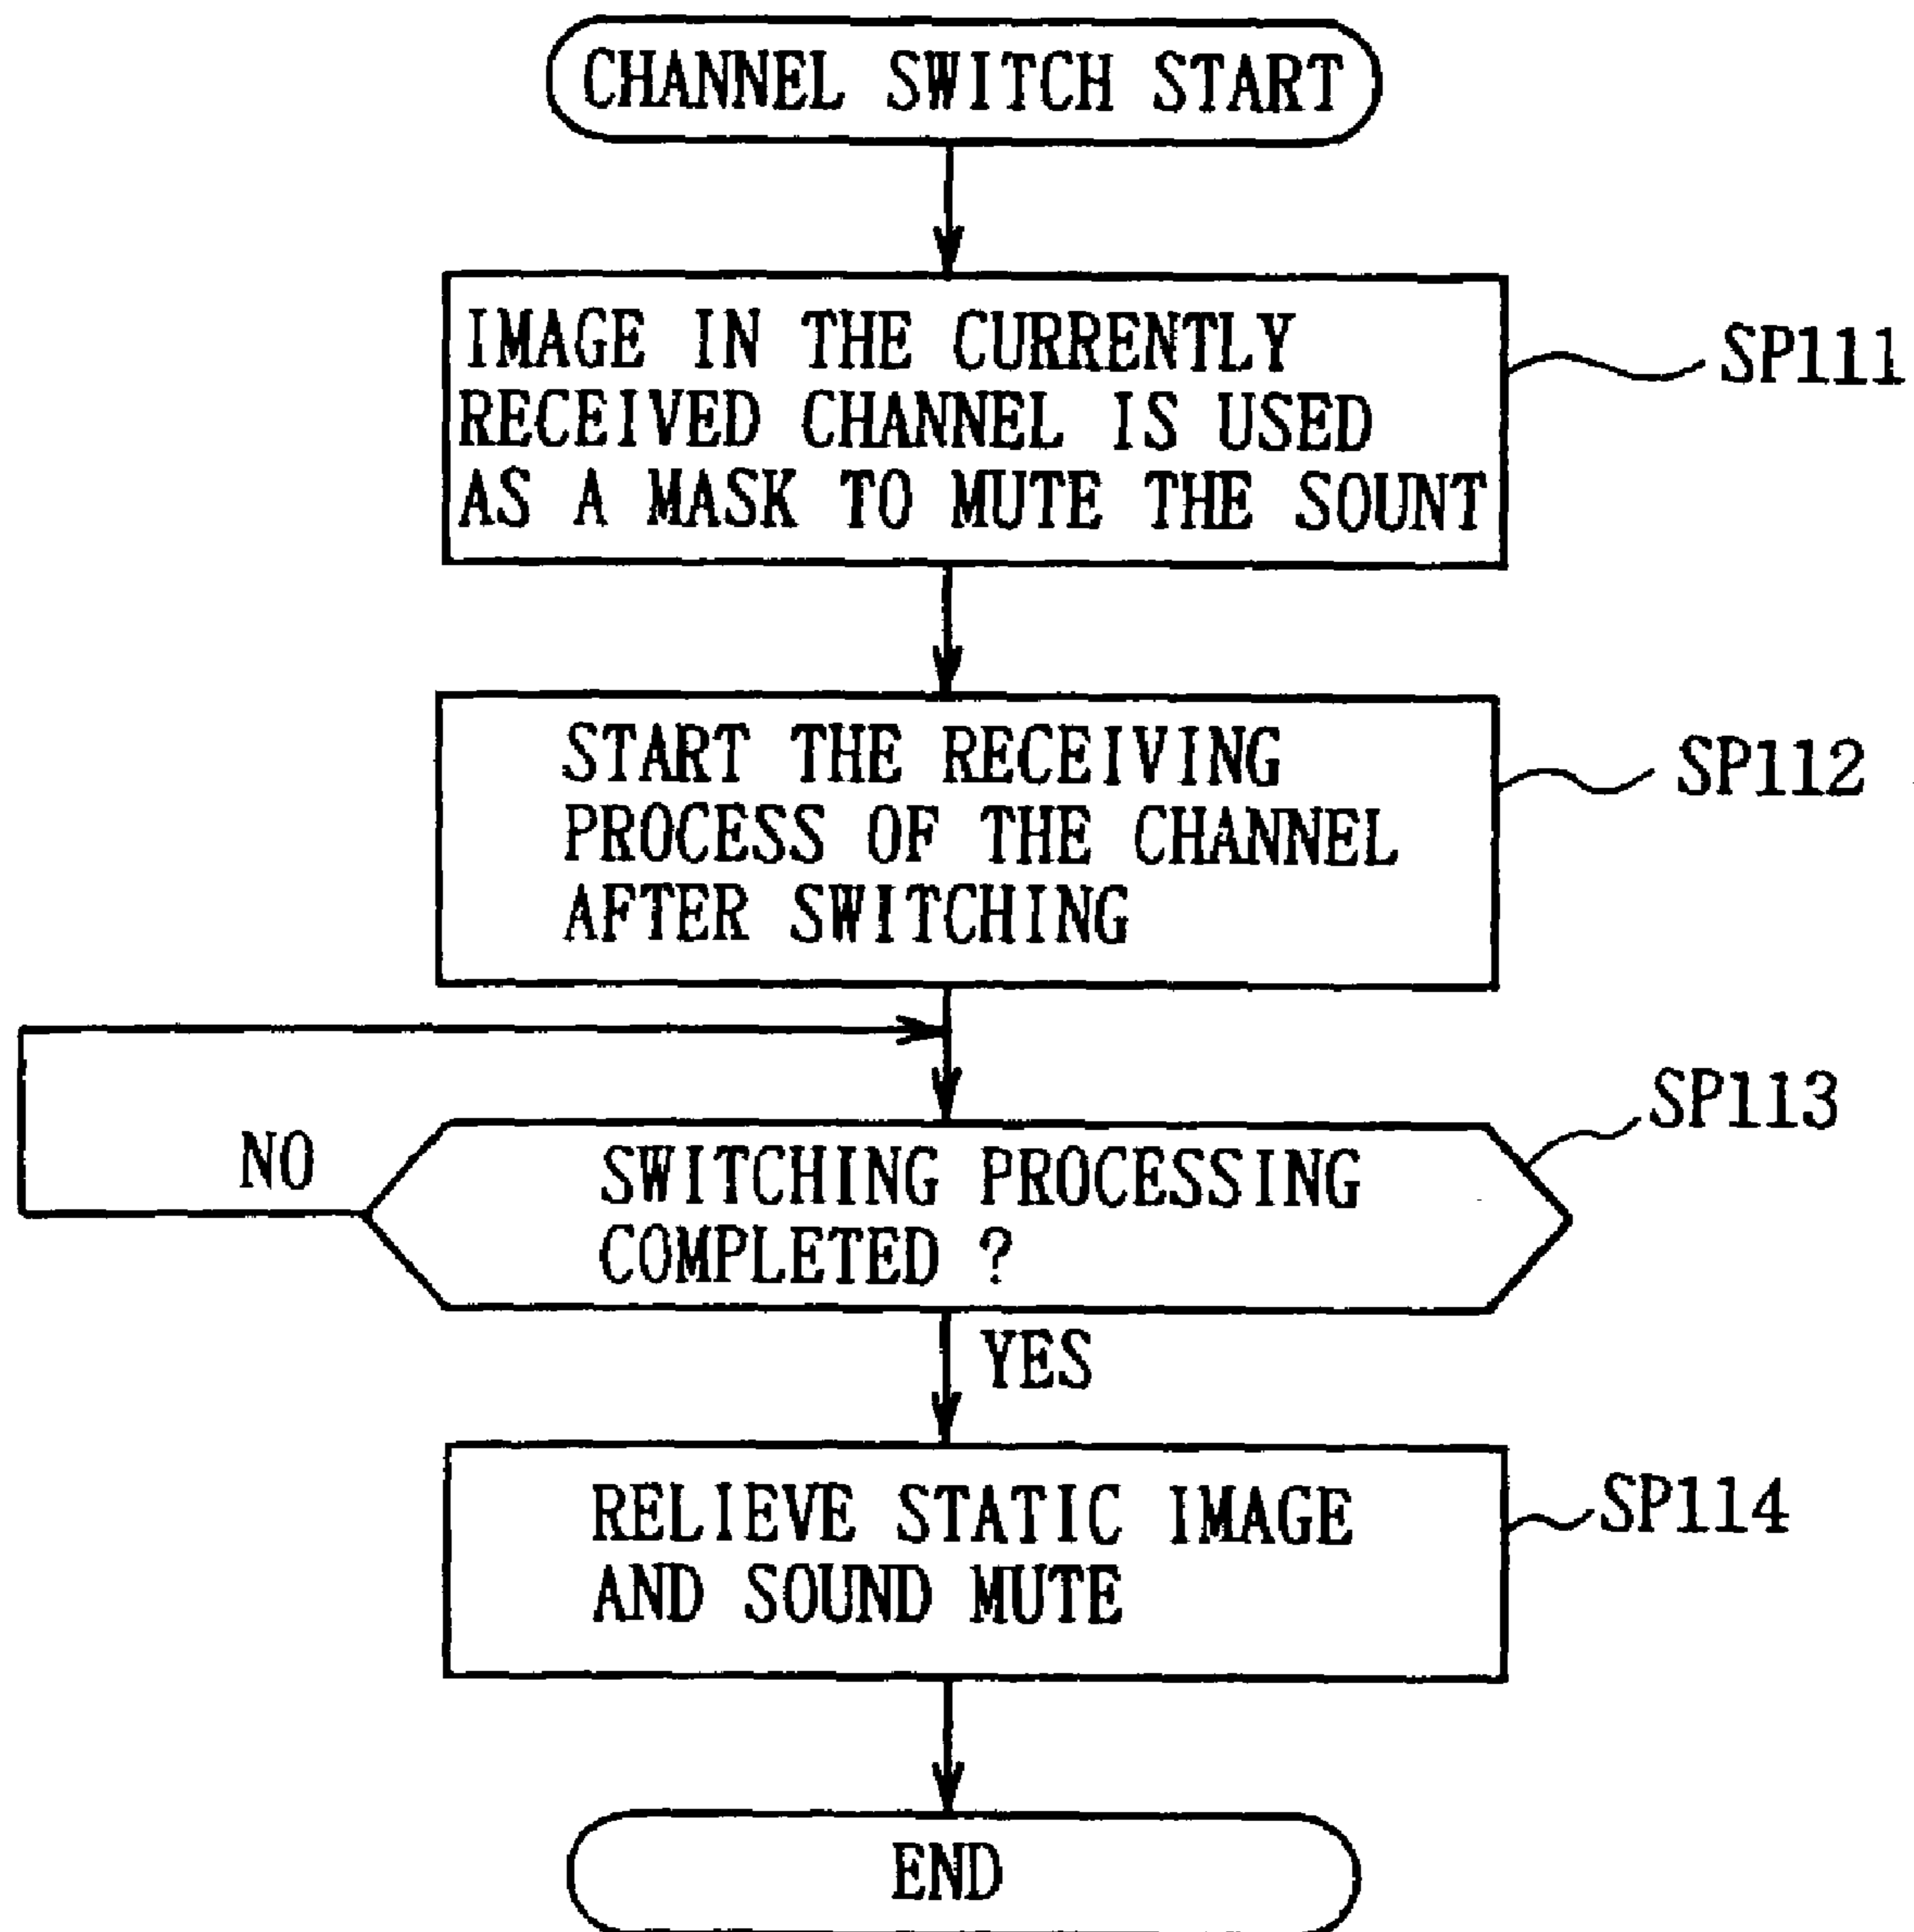 CHANNEL SWITCH START
IMAGE IN THE CURRENTLY
RECEIVED CHANNEL IS USED
AS A MASK TO MUTE THE SOUNT
SP111
START THE RECEIVING
PROCESS OF THE CHANNEL
AFTER SWITCHING
SP112
SP113
NO
SWITCHING PROCESSING
COMPLETED ?
YES
RELIEVE STATIC IMAGE
AND SOUND MUTE
SP114
END